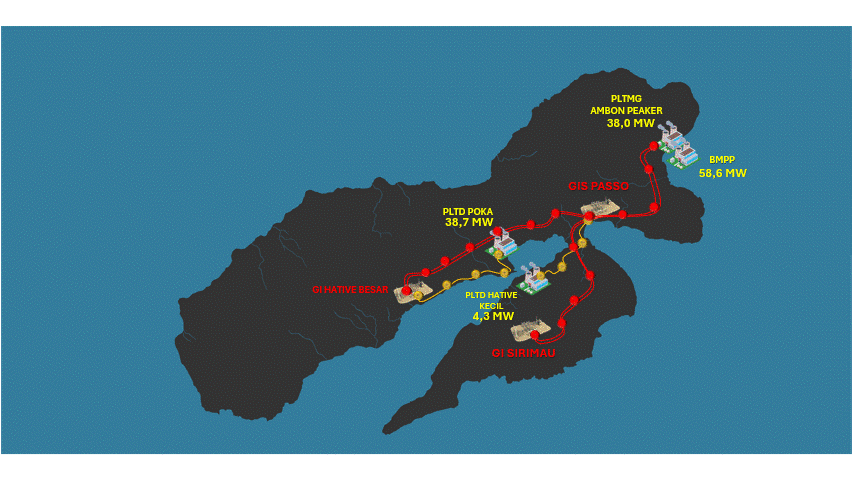 PLTMG
AMBON PEAKER
38,0 MW
BMPP
58,6 MW
GIS PASSO
PLTD POKA
38,7 MW
GI HATIVE BESAR
PLTD HATIVE
KECIL
4,3 MW
GI SIRIMAU